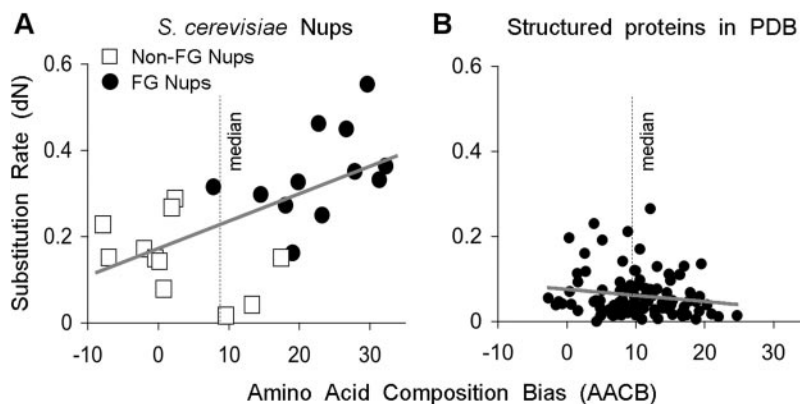 A S. cerevisiae Nups
Non-FG Nups
FG Nups
Substitution Rate (dN)
0.6
0.4
0.2
0
median
-10 0 10 20 30
B Structured proteins in PDB
0.6
0.4
0.2
0
median
-10 0 10 20 30
Amino Acid Composition Bias (AACB)